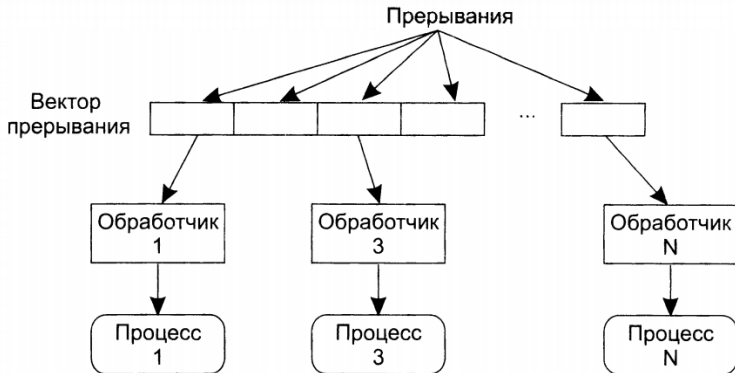 Прерывания
Вектор
прерывания
...
Обработчик
1
Обработчик
3
Обработчик
N
Процесс
1
Процесс
3
Процесс
N